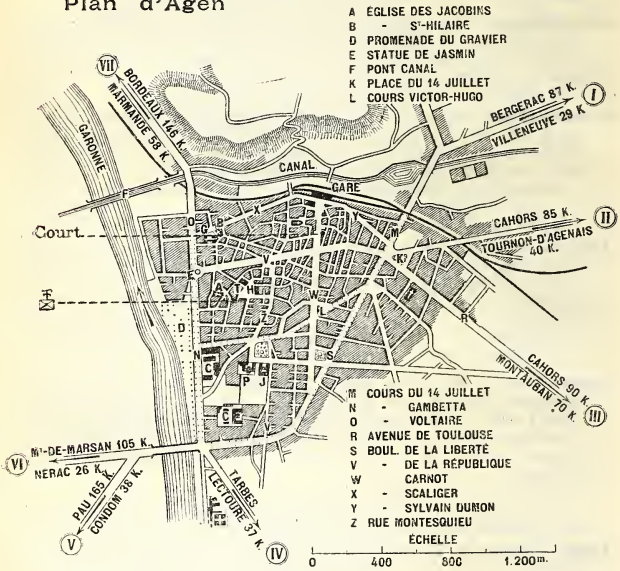 Plan d'Agen
A ÉGLISE DES JACOBINS
B - St-HILAIRE
D PROMENADE DU GRAVIER
E STATUE DE JASMIN
F PONT CANAL
K PLACE DU 14 JUILLET
L COURS VICTOR-HUGO
VII
BORDEAUX 146 K.
MARMANDE 58 K.
I
BERGERAC 87 K.
VILLENEUVE 29 K
GARONNE
CANAL
GARE
F
II
CAHORS 85 K.
TOURNON-D'AGENAIS
40 K.
Court
O
G
B
X
Y
M
K
E
A
T
H
W
L
Z
D
R
N
C
P
J
S
C
V
CAHORS 90 K.
MONTAUBAN 70 K.
III
VI
Mt-DE-MARSAN 105 K.
NERAC 26 K.
PAU 165 K.
CONDOM 38 K.
V
TARBES
LECTOURE 37 K.
IV
M COURS DU 14 JUILLET
N - GAMBETTA
O - VOLTAIRE
R AVENUE DE TOULOUSE
S BOUL. DE LA LIBERTÉ
V - DE LA RÉPUBLIQUE
W CARNOT
X - SCALIGER
Y - SYLVAIN DUMON
Z RUE MONTESQUIEU
ÉCHELLE
0 400 800 1.200m.